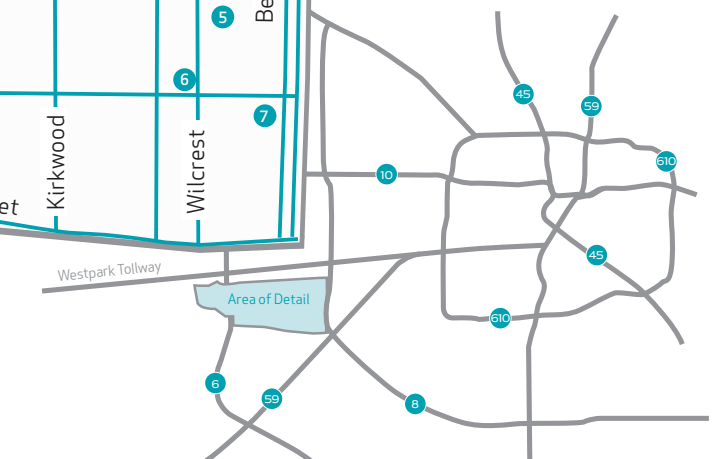 5
Be
6
7
Kirkwood
Wilcrest
et
45
59
610
10
45
Westpark Tollway
Area of Detail
610
6
59
8